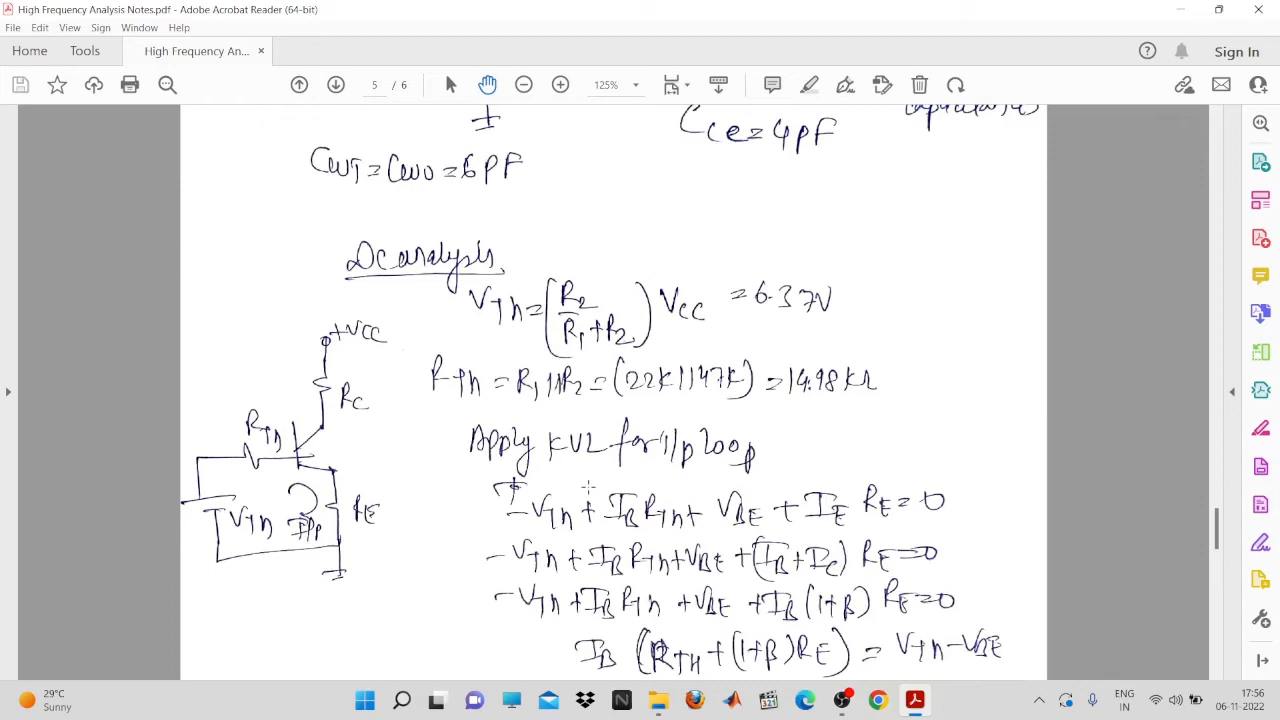 High Frequency Analysis Notes.pdf - Adobe Acrobat Reader (64-bit)
File Edit View Sign Window Help
Home Tools High Frequency An... × Sign In
5 / 6 125%
Cce = 4pF
CWI = CWO = 6pF
DC analysis
VTh = (R2 / R1+R2) VCC = 6.37V
RTh = R1 11 R2 = (22K1147K) = 14.98KΩ
Apply KVL for i/p loop
-VTh + IB RTh + VBE + IE RE = 0
-VTh + IB RTh + VBE + (IB + IC) RE = 0
-VTh + IB RTh + VBE + IB (1+β) RE = 0
IB (RTH + (1+β) RE) = VTh - VBE
+VCC
RC
RTh
VTh
I/P
RE
29°C
Sunny
ENG
IN
17:56
06-11-2022